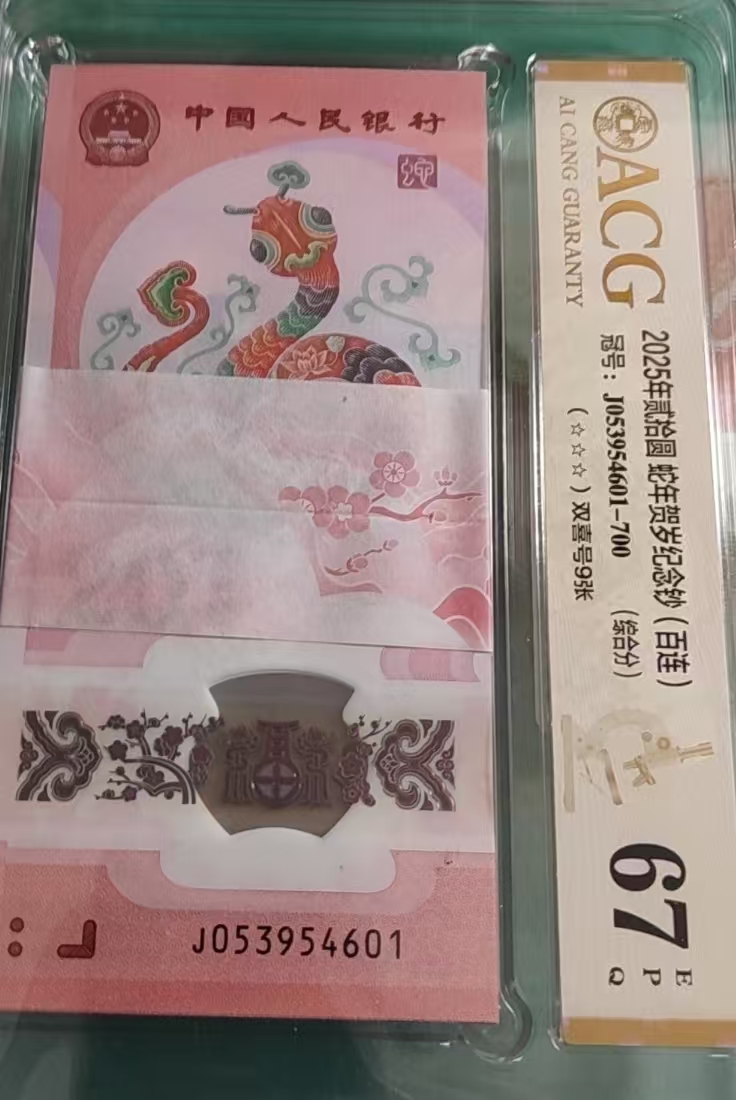 中国人民银行
J053954601
ACG
AI CANG GUARANTY
2025年贰拾圆 蛇年贺岁纪念钞（百连）
冠号：J053954601-700 （综合分）
（☆☆☆）双喜号9张
67
E
P
Q